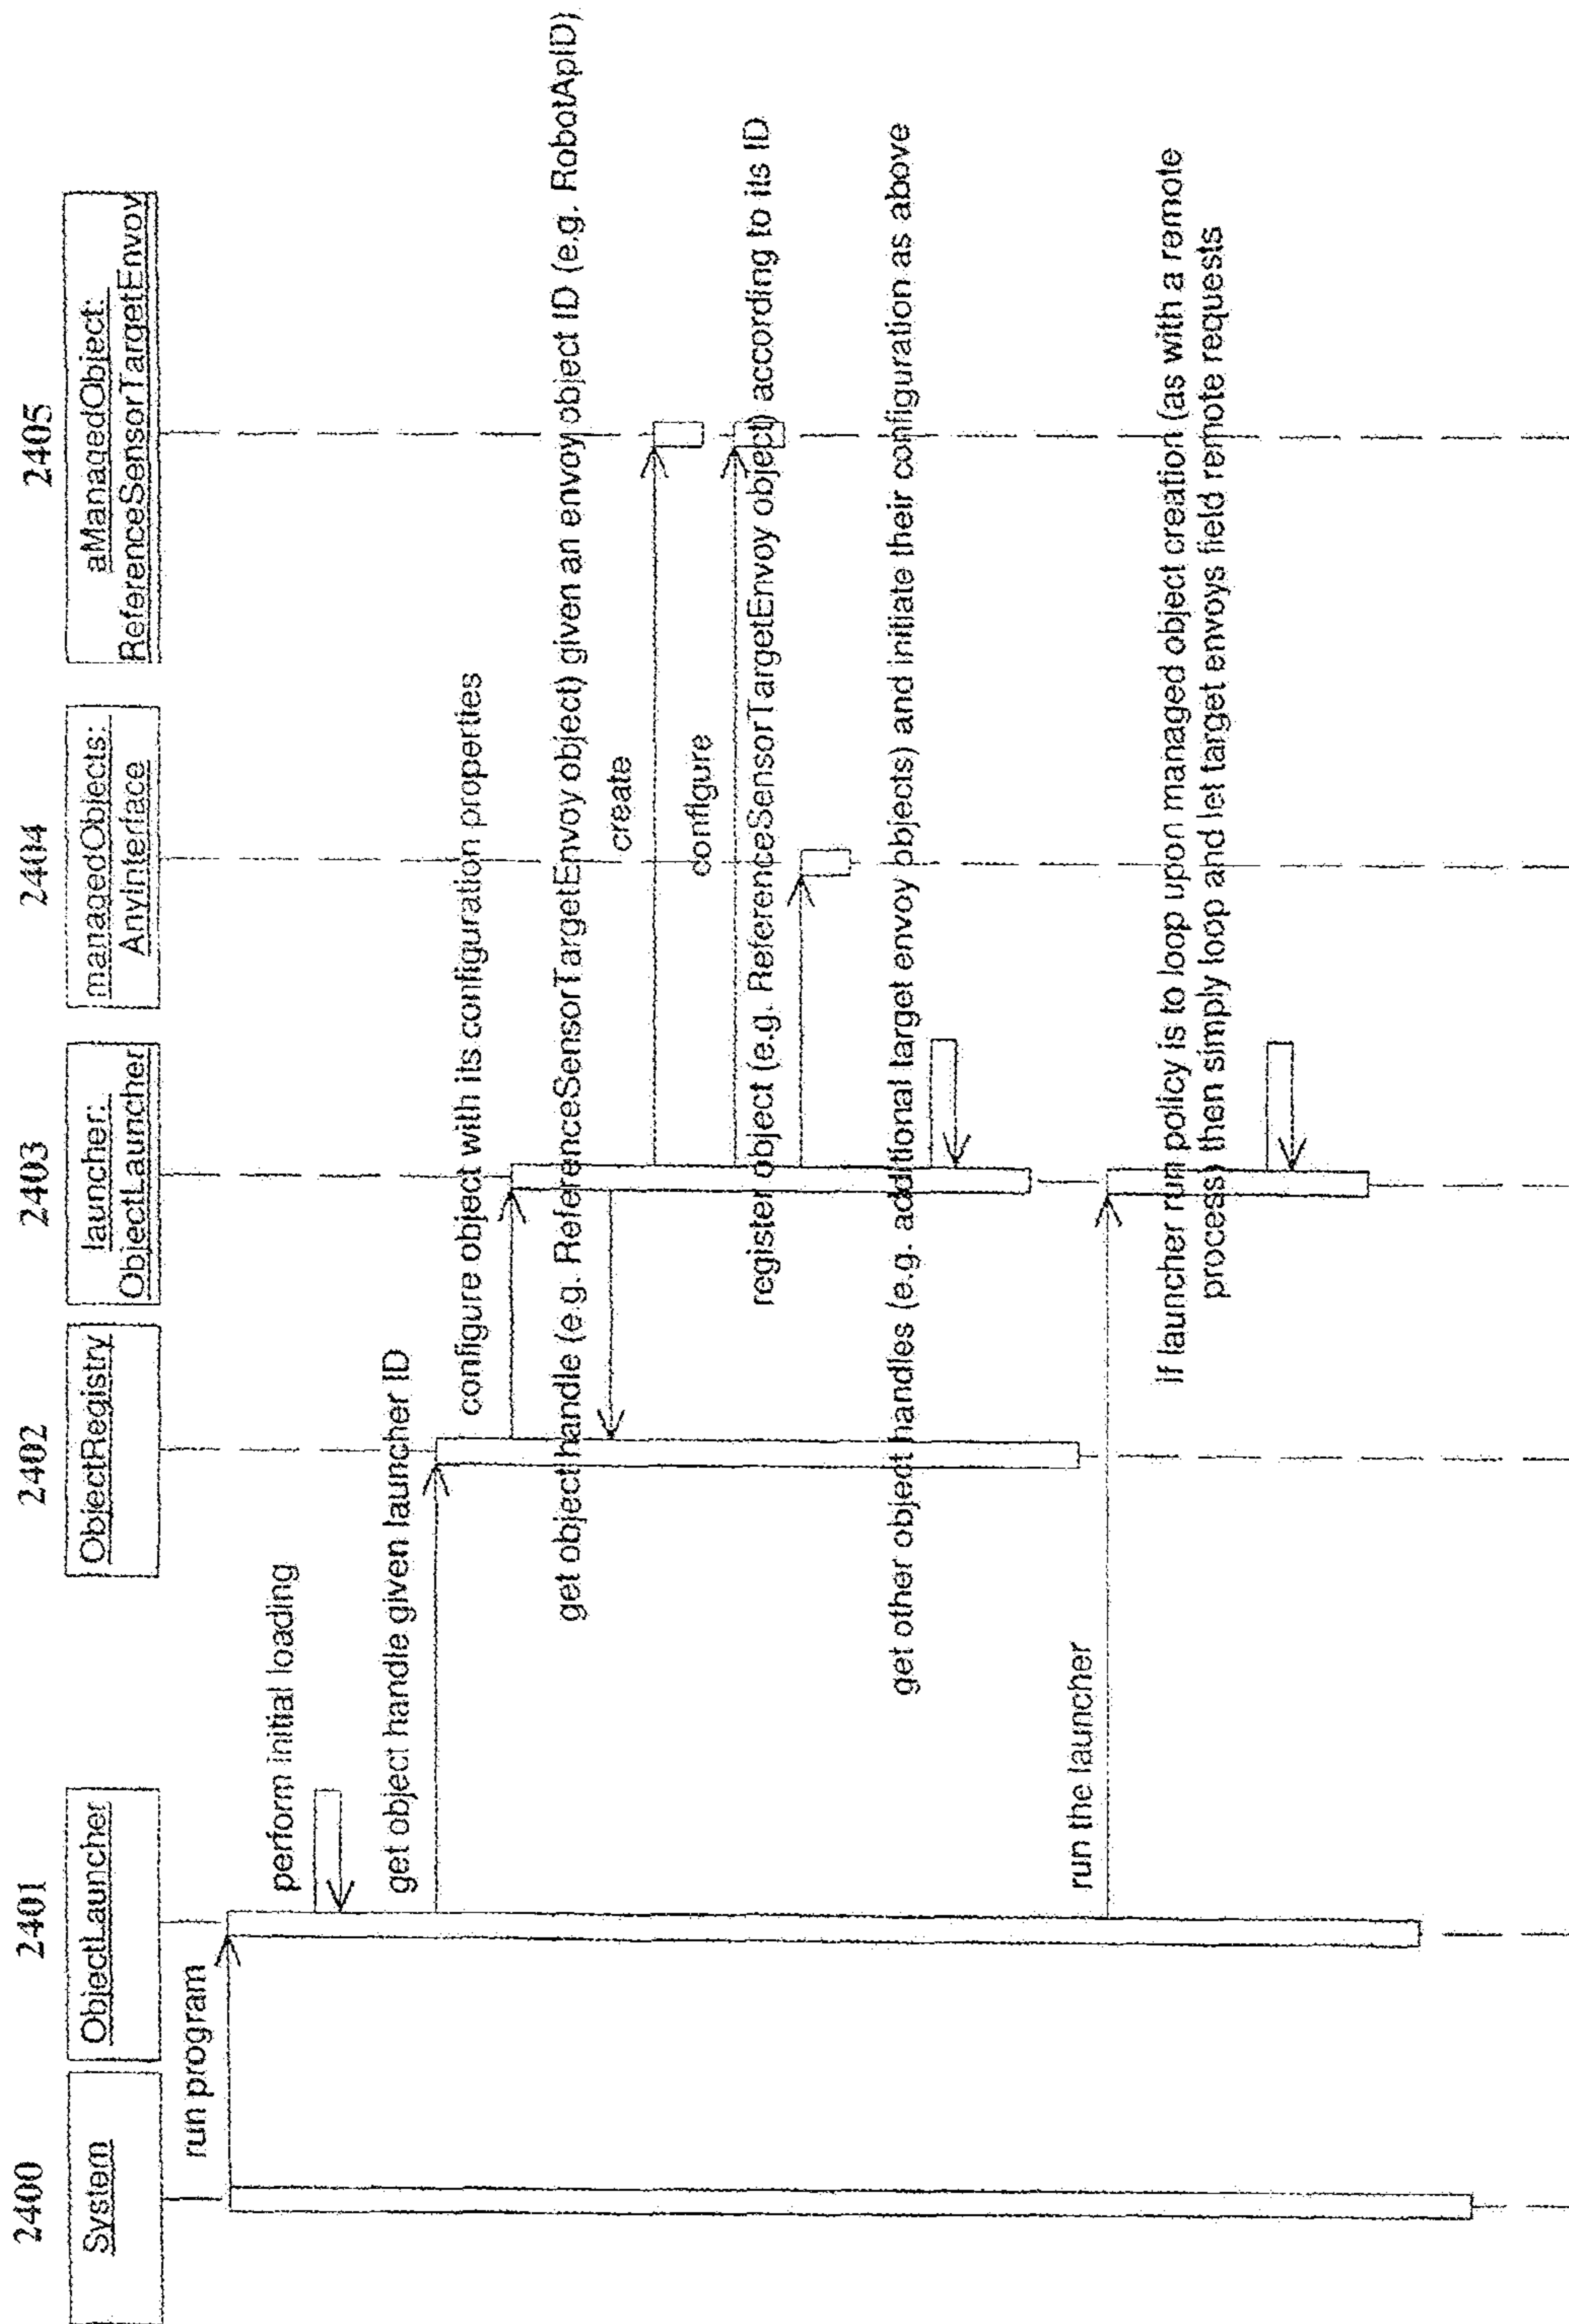 2400
2401
2402
2403
2404
2405
System
ObjectLauncher
ObjectRegistry
launcher:
ObjectLauncher
managedObjects:
AnyInterface
aManagedObject:
ReferenceSensorTargetEnvoy
run program
perform initial loading
get object handle given launcher ID
configure object with its configuration properties
get object handle (e.g. ReferenceSensorTargetEnvoy object) given an envoy object ID (e.g. RobotApID)
create
configure
register object (e.g. ReferenceSensorTargetEnvoy object) according to its ID
get other object handles (e.g. additional target envoy objects) and initiate their configuration as above
run the launcher
If launcher run policy is to loop upon managed object creation (as with a remote
process) then simply loop and let target envoys field remote requests